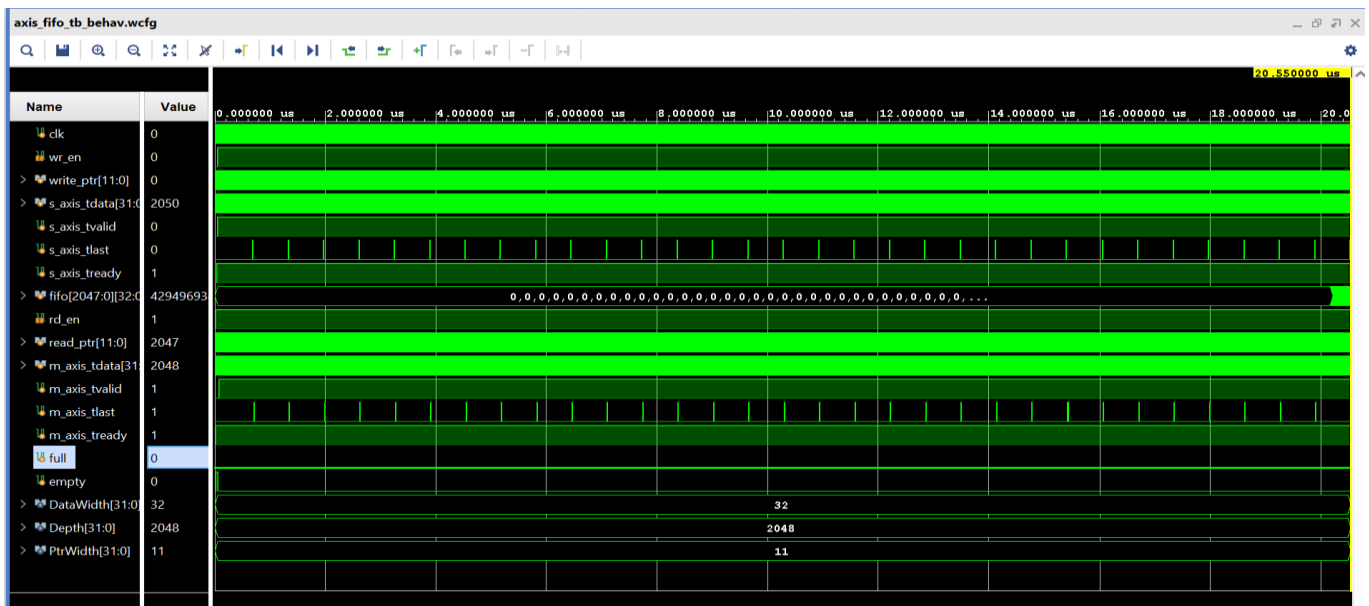 axis_fifo_tb_behav.wcfg
20.550000 us
Name Value
0.000000 us 2.000000 us 4.000000 us 6.000000 us 8.000000 us 10.000000 us 12.000000 us 14.000000 us 16.000000 us 18.000000 us 20.0
clk 0
wr_en 0
write_ptr[11:0] 0
s_axis_tdata[31:0 2050
s_axis_tvalid 0
s_axis_tlast 0
s_axis_tready 1
fifo[2047:0][32:0 42949693 0,0,0,0,0,0,0,0,0,0,0,0,0,0,0,0,0,0,0,0,0,0,0,0,0,0,0,0,0,0,0,0,...
rd_en 1
read_ptr[11:0] 2047
m_axis_tdata[31: 2048
m_axis_tvalid 1
m_axis_tlast 1
m_axis_tready 1
full 0
empty 0
DataWidth[31:0] 32 32
Depth[31:0] 2048 2048
PtrWidth[31:0] 11 11